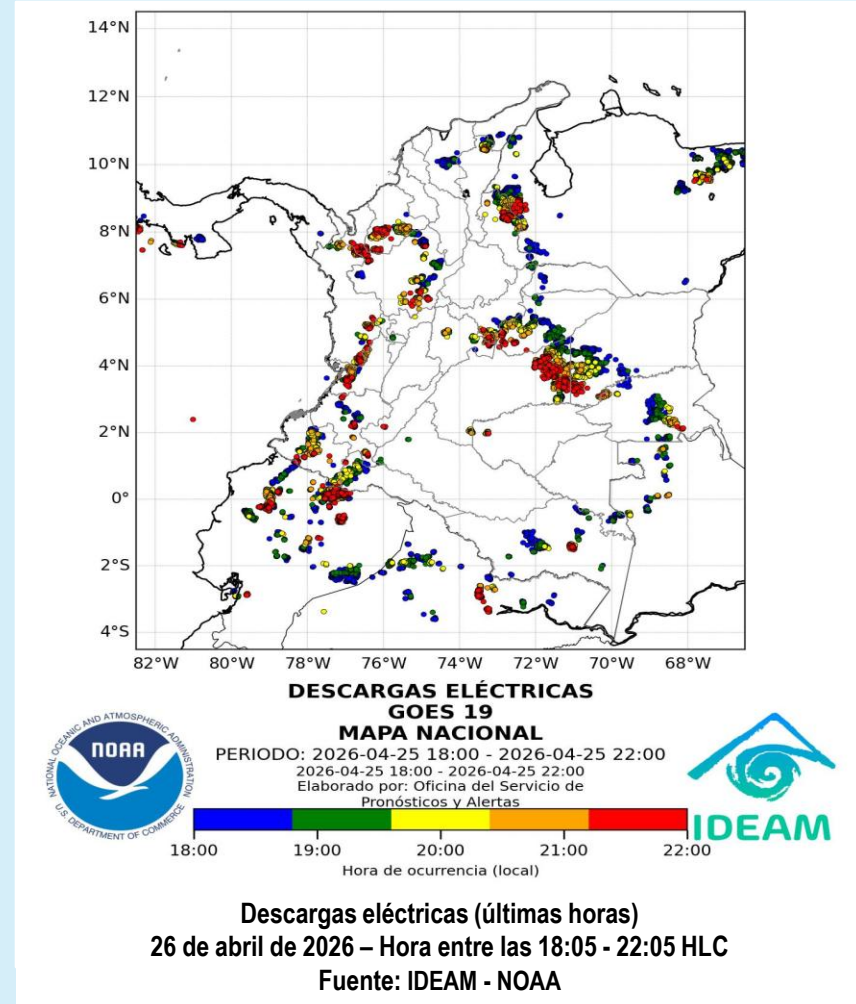 14°N
12°N
10°N
8°N
6°N
4°N
2°N
0°
2°S
4°S
82°W 80°W 78°W 76°W 74°W 72°W 70°W 68°W
DESCARGAS ELÉCTRICAS
GOES 19
MAPA NACIONAL
PERIODO: 2026-04-25 18:00 - 2026-04-25 22:00
2026-04-25 18:00 - 2026-04-25 22:00
Elaborado por: Oficina del Servicio de
Pronósticos y Alertas
NATIONAL OCEANIC AND ATMOSPHERIC ADMINISTRATION
NOAA
U.S. DEPARTMENT OF COMMERCE
IDEAM
18:00 19:00 20:00 21:00 22:00
Hora de ocurrencia (local)
Descargas eléctricas (últimas horas)
26 de abril de 2026 – Hora entre las 18:05 - 22:05 HLC
Fuente: IDEAM - NOAA